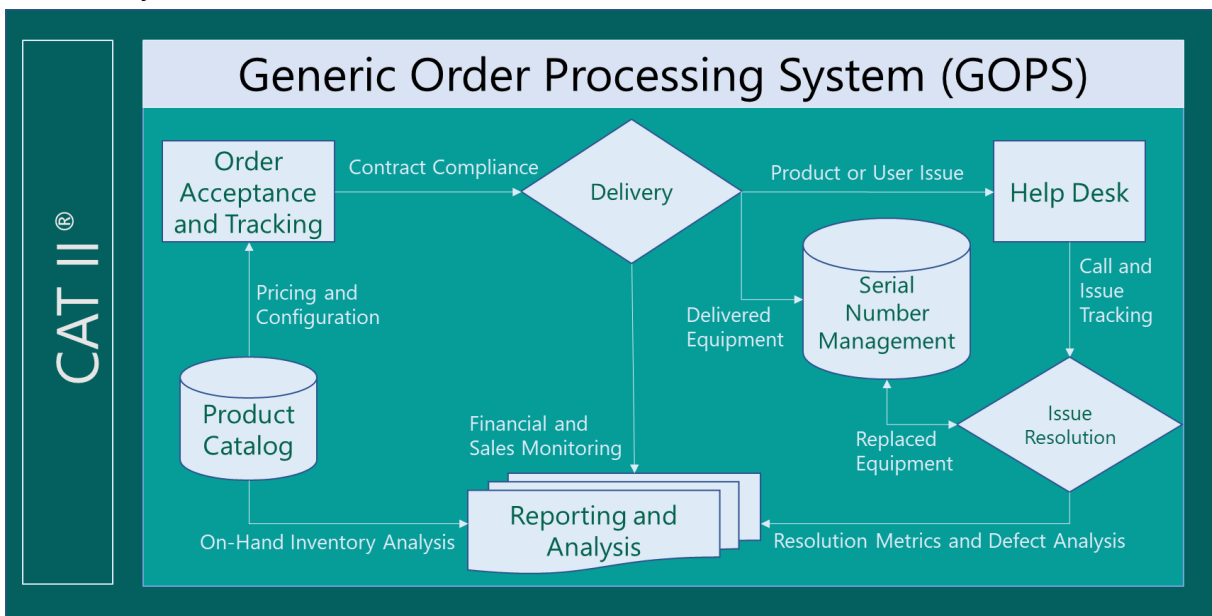 Generic Order Processing System (GOPS)
CAT II®
Order
Acceptance
and Tracking
Contract Compliance
Delivery
Product or User Issue
Help Desk
Pricing and
Configuration
Delivered
Equipment
Serial
Number
Management
Call and
Issue
Tracking
Product
Catalog
Financial and
Sales Monitoring
Replaced
Equipment
Issue
Resolution
On-Hand Inventory Analysis
Reporting and
Analysis
Resolution Metrics and Defect Analysis